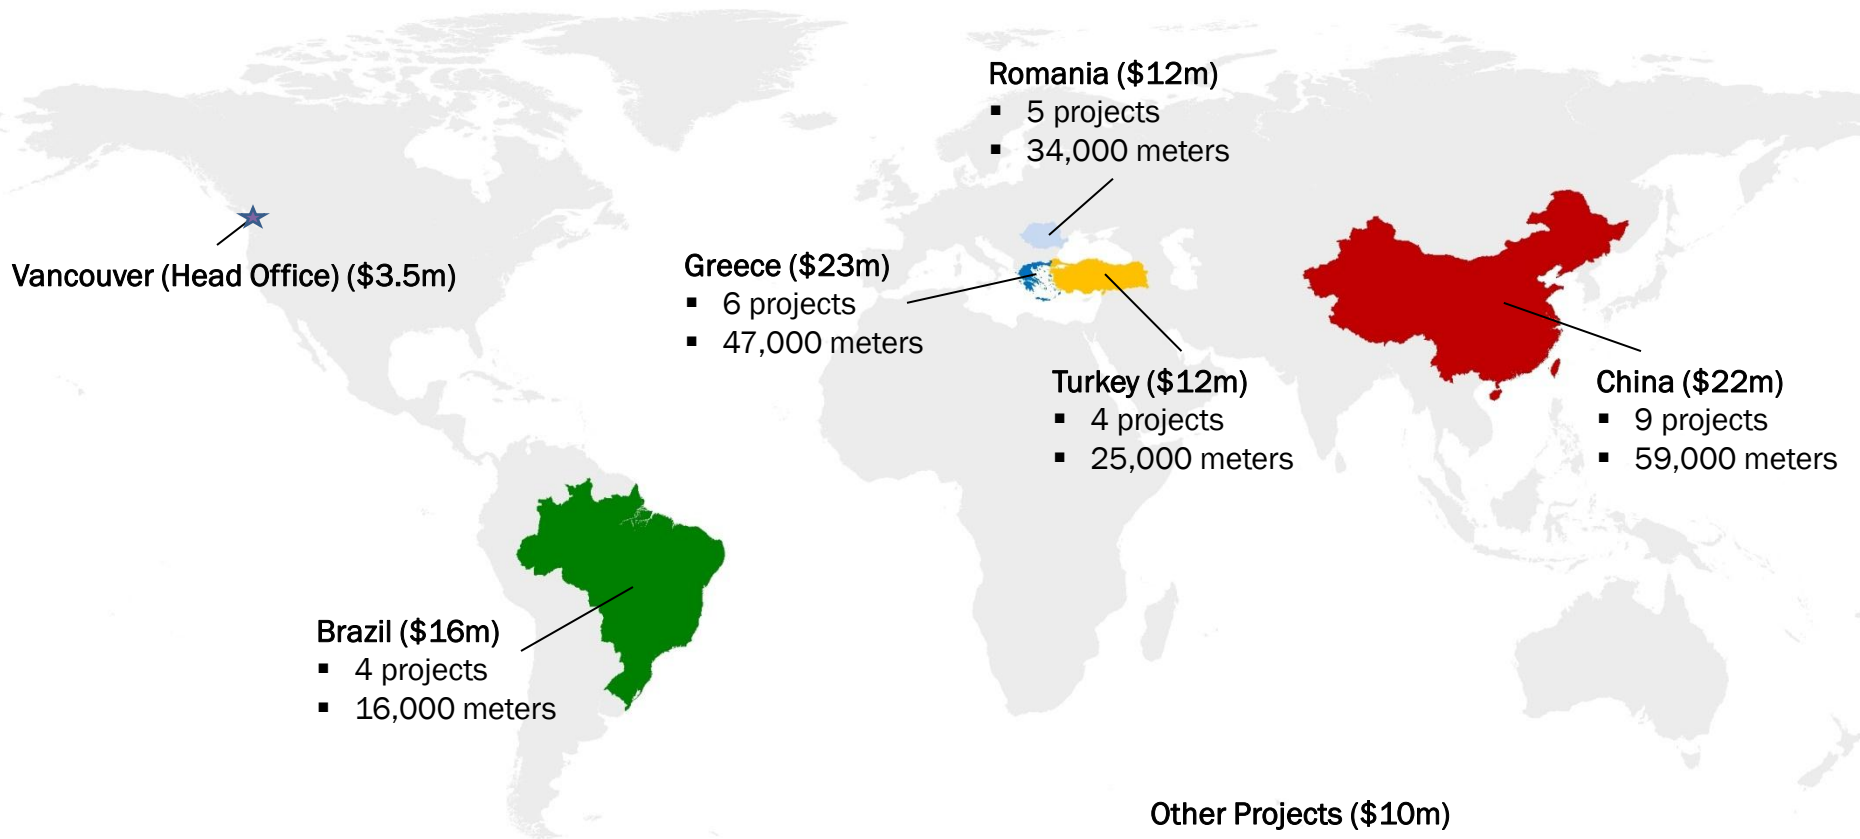 Romania ($12m)
▪ 5 projects
▪ 34,000 meters
Vancouver (Head Office) ($3.5m)
Greece ($23m)
▪ 6 projects
▪ 47,000 meters
Turkey ($12m)
▪ 4 projects
▪ 25,000 meters
China ($22m)
▪ 9 projects
▪ 59,000 meters
Brazil ($16m)
▪ 4 projects
▪ 16,000 meters
Other Projects ($10m)